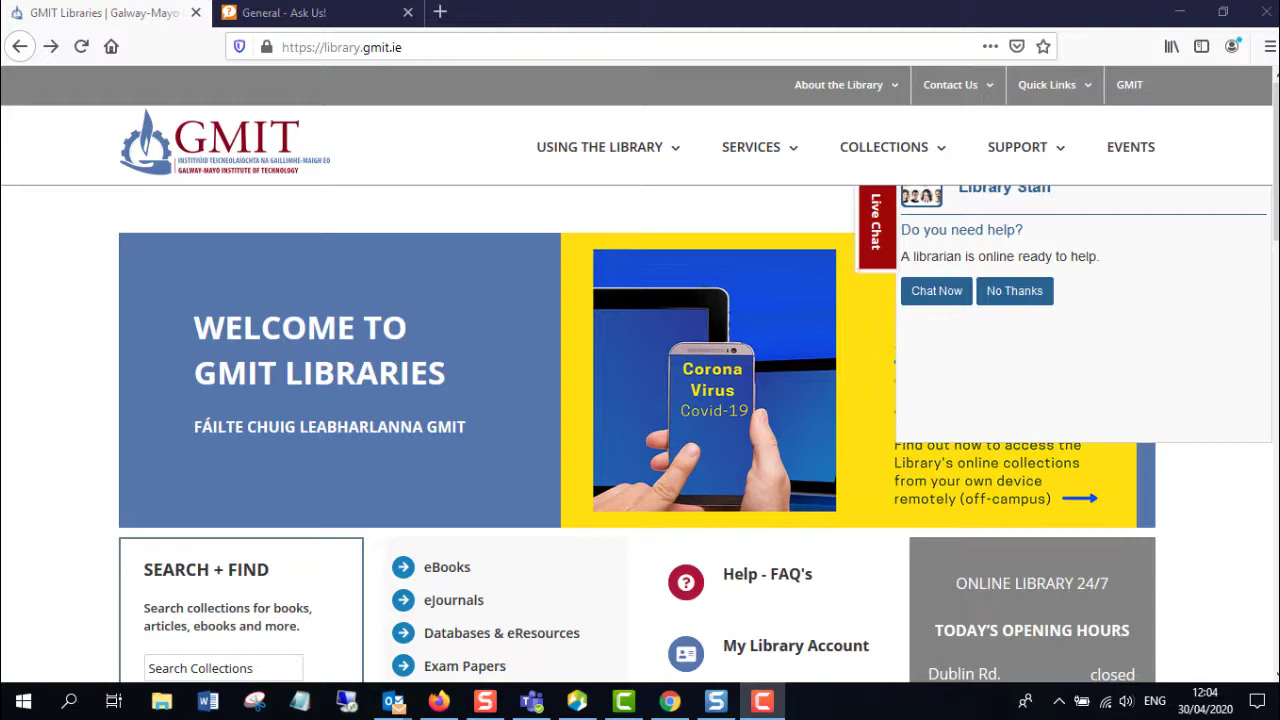 GMIT Libraries | Galway-Mayo
General - Ask Us!
https://library.gmit.ie
About the Library
Contact Us
Quick Links
GMIT
GMIT
INSTITIÚID TEICNEOLAÍOCHTA NA GAILLIMHE-MAIGH EO
GALWAY-MAYO INSTITUTE OF TECHNOLOGY
USING THE LIBRARY
SERVICES
COLLECTIONS
SUPPORT
EVENTS
Live Chat
Library Staff
Do you need help?
A librarian is online ready to help.
Chat Now
No Thanks
WELCOME TO
GMIT LIBRARIES
FÁILTE CHUIG LEABHARLANNA GMIT
Corona
Virus
Covid-19
Find out how to access the
Library's online collections
from your own device
remotely (off-campus)
SEARCH + FIND
Search collections for books,
articles, ebooks and more.
Search Collections
eBooks
eJournals
Databases & eResources
Exam Papers
Help - FAQ's
My Library Account
ONLINE LIBRARY 24/7
TODAY'S OPENING HOURS
Dublin Rd. closed
ENG
12:04
30/04/2020